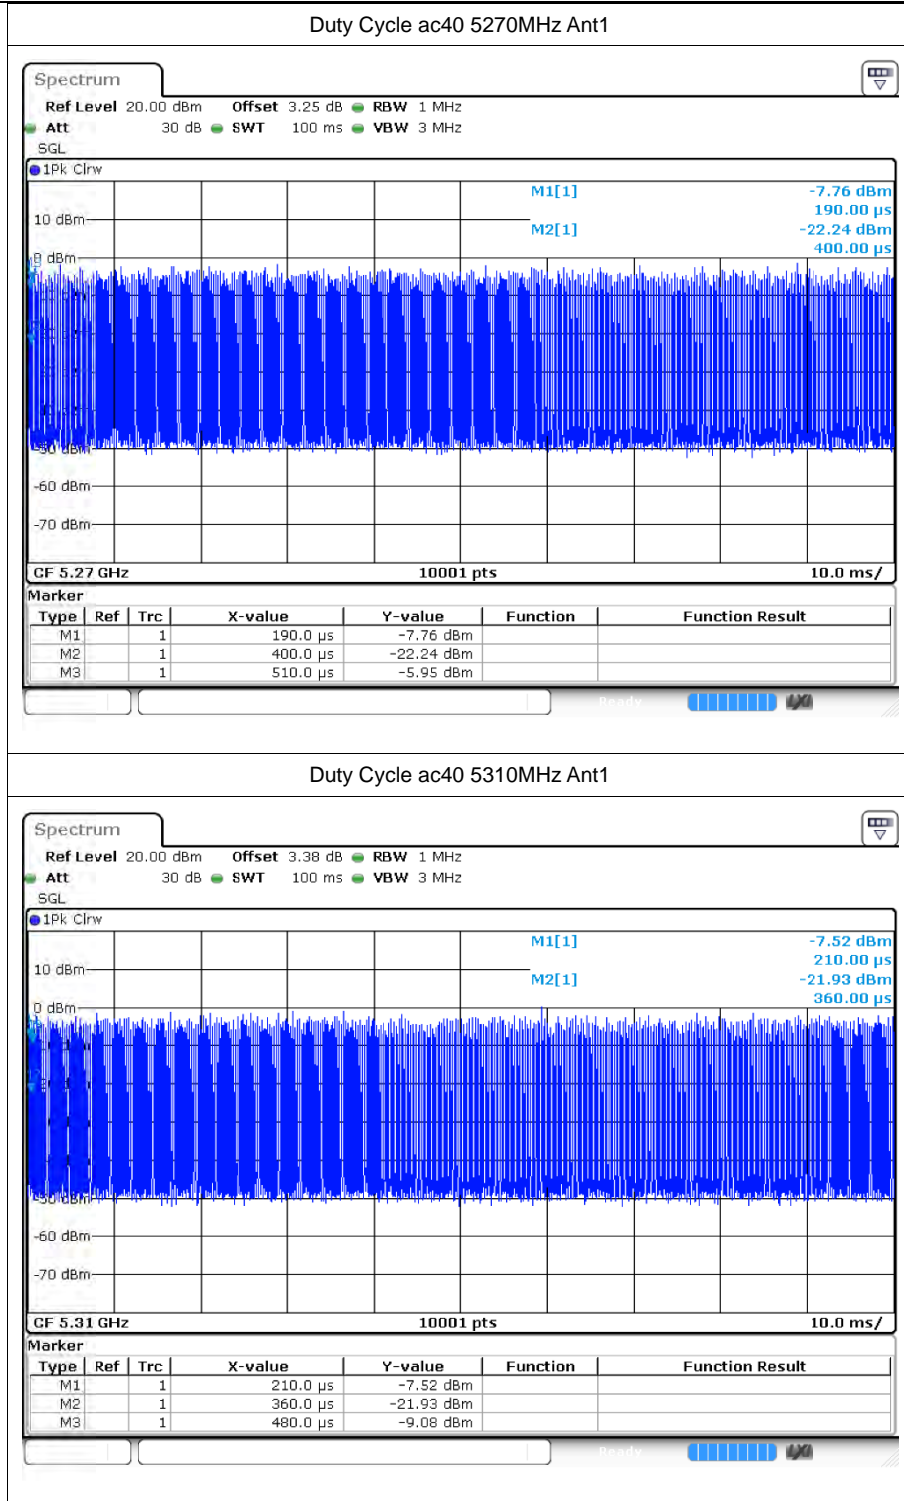 Duty Cycle ac40 5270MHz Ant1
Spectrum
Ref Level 20.00 dBm Offset 3.25 dB RBW 1 MHz
Att 30 dB SWT 100 ms VBW 3 MHz
SGL
1Pk Clrw
M1[1] -7.76 dBm
190.00 µs
10 dBm
M2[1] -22.24 dBm
400.00 µs
0 dBm
-50 dBm
-60 dBm
-70 dBm
CF 5.27 GHz 10001 pts 10.0 ms/
Marker
Type Ref Trc X-value Y-value Function Function Result
M1 1 190.0 µs -7.76 dBm
M2 1 400.0 µs -22.24 dBm
M3 1 510.0 µs -5.95 dBm
Ready LXI
Duty Cycle ac40 5310MHz Ant1
Spectrum
Ref Level 20.00 dBm Offset 3.38 dB RBW 1 MHz
Att 30 dB SWT 100 ms VBW 3 MHz
SGL
1Pk Clrw
M1[1] -7.52 dBm
210.00 µs
10 dBm
M2[1] -21.93 dBm
360.00 µs
0 dBm
-50 dBm
-60 dBm
-70 dBm
CF 5.31 GHz 10001 pts 10.0 ms/
Marker
Type Ref Trc X-value Y-value Function Function Result
M1 1 210.0 µs -7.52 dBm
M2 1 360.0 µs -21.93 dBm
M3 1 480.0 µs -9.08 dBm
Ready LXI